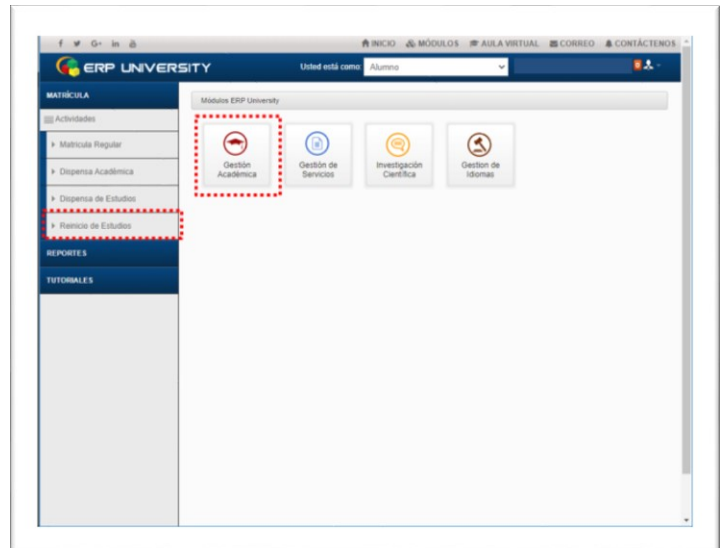 f G+ in
INICIO MÓDULOS AULA VIRTUAL CORREO CONTÁCTENOS
ERP UNIVERSITY Usted está como: Alumno
MATRÍCULA
Módulos ERP University
Actividades
Matricula Regular
Dispensa Académica
Dispensa de Estudios
Reinicio de Estudios
REPORTES
TUTORIALES
Gestión
Académica
Gestión de
Servicios
Investigación
Científica
Gestion de
Idiomas